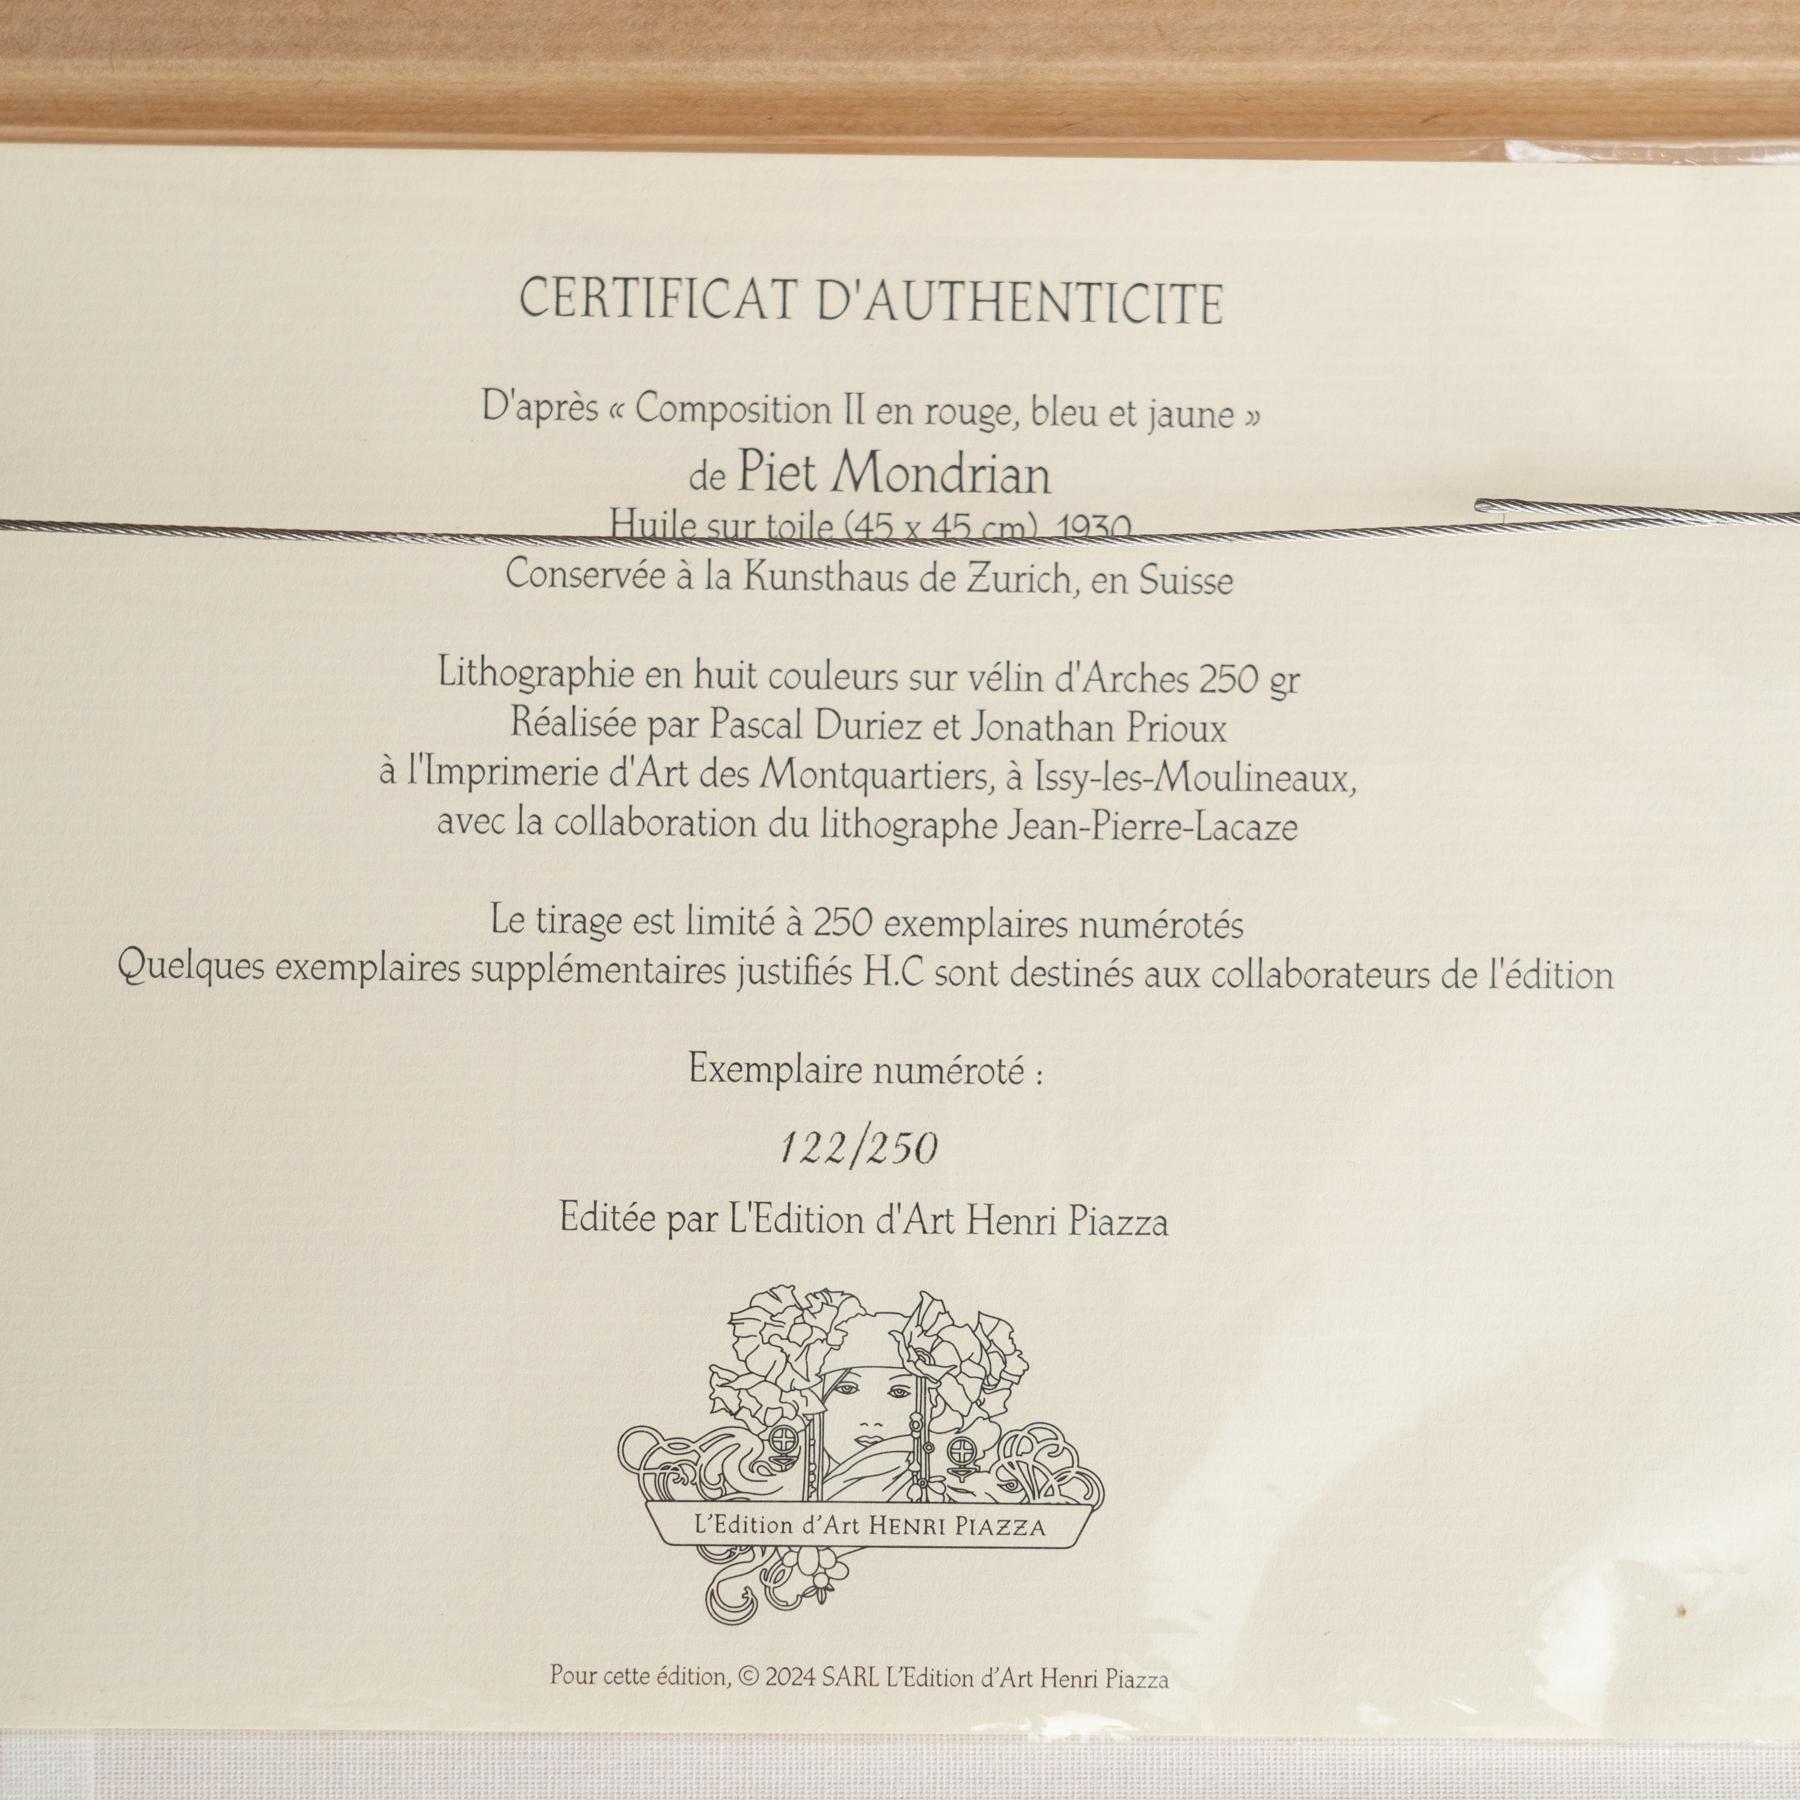 CERTIFICAT D'AUTHENTICITE
D'après « Composition II en rouge, bleu et jaune »
de Piet Mondrian
Huile sur toile (45 x 45 cm) 1930
Conservée à la Kunsthaus de Zurich, en Suisse
Lithographie en huit couleurs sur vélin d'Arches 250 gr
Réalisée par Pascal Duriez et Jonathan Prioux
à l'Imprimerie d'Art des Montquartiers, à Issy-les-Moulineaux,
avec la collaboration du lithographe Jean-Pierre-Lacaze
Le tirage est limité à 250 exemplaires numérotés
Quelques exemplaires supplémentaires justifiés H.C sont destinés aux collaborateurs de l'édition
Exemplaire numéroté :
122/250
Editée par L'Edition d'Art Henri Piazza
L'Edition d'Art HENRI PIAZZA
Pour cette édition, © 2024 SARL L'Edition d'Art Henri Piazza